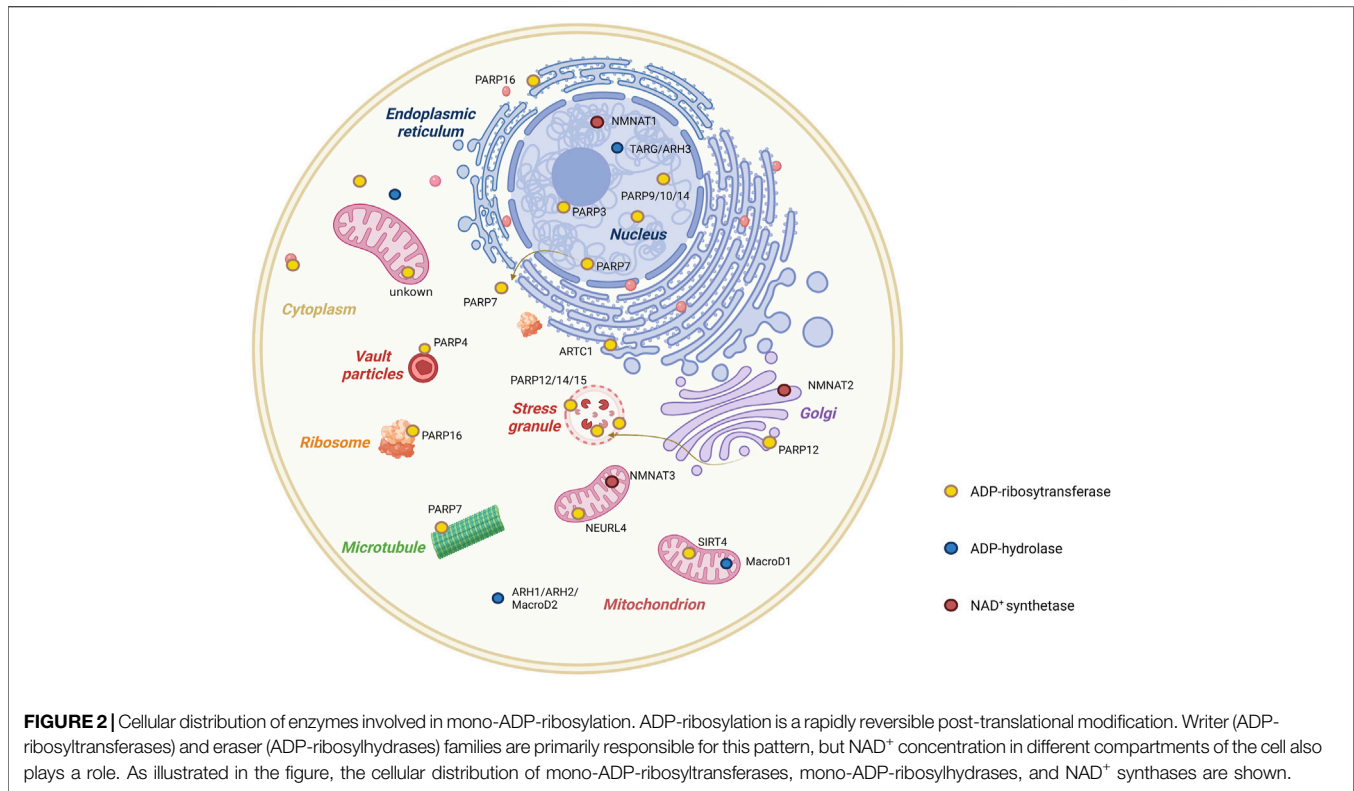 PARP16
Endoplasmic
reticulum
NMNAT1
TARG/ARH3
PARP9/10/14
PARP3
Nucleus
PARP7
PARP7
unkown
Cytoplasm
PARP4
Vault
particles
ARTC1
PARP12/14/15
Stress
granule
NMNAT2
Golgi
PARP12
Ribosome
PARP16
NMNAT3
NEURL4
PARP7
Microtubule
SIRT4
MacroD1
ARH1/ARH2/
MacroD2
Mitochondrion
ADP-ribosytransferase
ADP-hydrolase
NAD⁺ synthetase
FIGURE 2 | Cellular distribution of enzymes involved in mono-ADP-ribosylation. ADP-ribosylation is a rapidly reversible post-translational modification. Writer (ADP-
ribosyltransferases) and eraser (ADP-ribosylhydrases) families are primarily responsible for this pattern, but NAD⁺ concentration in different compartments of the cell also
plays a role. As illustrated in the figure, the cellular distribution of mono-ADP-ribosyltransferases, mono-ADP-ribosylhydrases, and NAD⁺ synthases are shown.